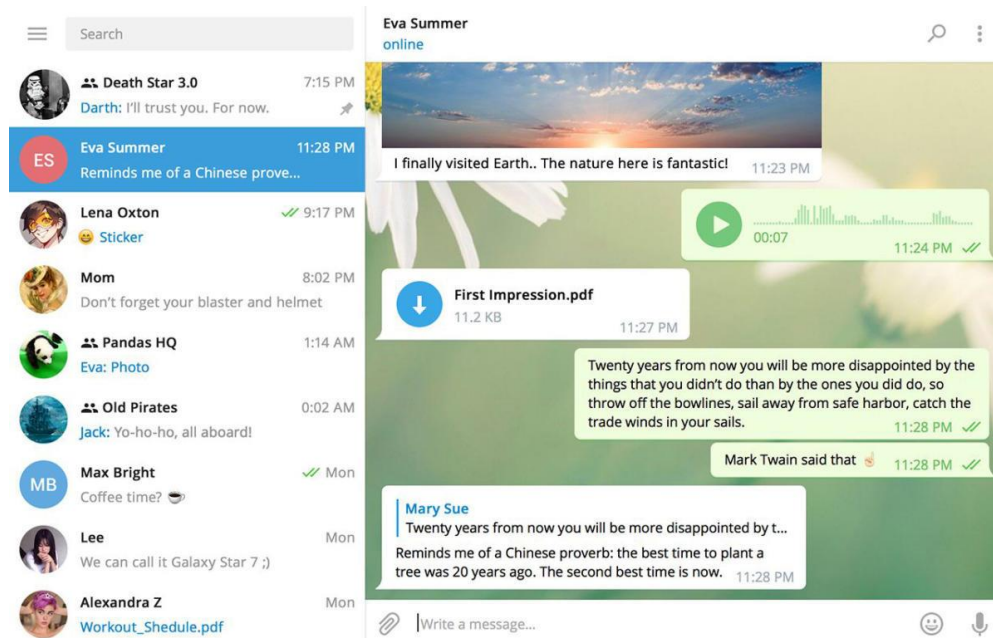 Search
Death Star 3.0 7:15 PM
Darth: I'll trust you. For now.
ES
Eva Summer 11:28 PM
Reminds me of a Chinese prove...
Lena Oxton 9:17 PM
😀 Sticker
Mom 8:02 PM
Don't forget your blaster and helmet
Pandas HQ 1:14 AM
Eva: Photo
Old Pirates 0:02 AM
Jack: Yo-ho-ho, all aboard!
MB
Max Bright Mon
Coffee time? ☕
Lee Mon
We can call it Galaxy Star 7 ;)
Alexandra Z Mon
Workout_Shedule.pdf
Eva Summer
online
I finally visited Earth.. The nature here is fantastic! 11:23 PM
00:07
11:24 PM
First Impression.pdf
11.2 KB
11:27 PM
Twenty years from now you will be more disappointed by the
things that you didn't do than by the ones you did do, so
throw off the bowlines, sail away from safe harbor, catch the
trade winds in your sails. 11:28 PM
Mark Twain said that ☝ 11:28 PM
Mary Sue
Twenty years from now you will be more disappointed by t...
Reminds me of a Chinese proverb: the best time to plant a
tree was 20 years ago. The second best time is now. 11:28 PM
Write a message...